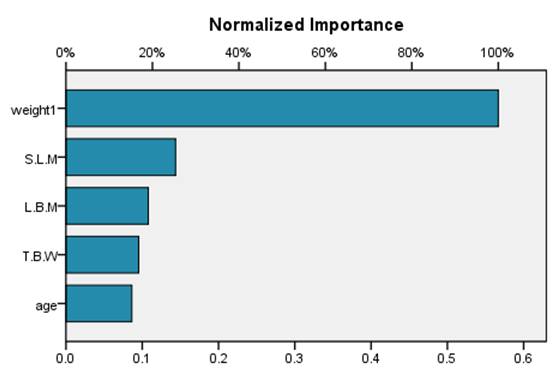 Normalized Importance
0% 20% 40% 60% 80% 100%
weight1
S.L.M
L.B.M
T.B.W
age
0.0 0.1 0.2 0.3 0.4 0.5 0.6